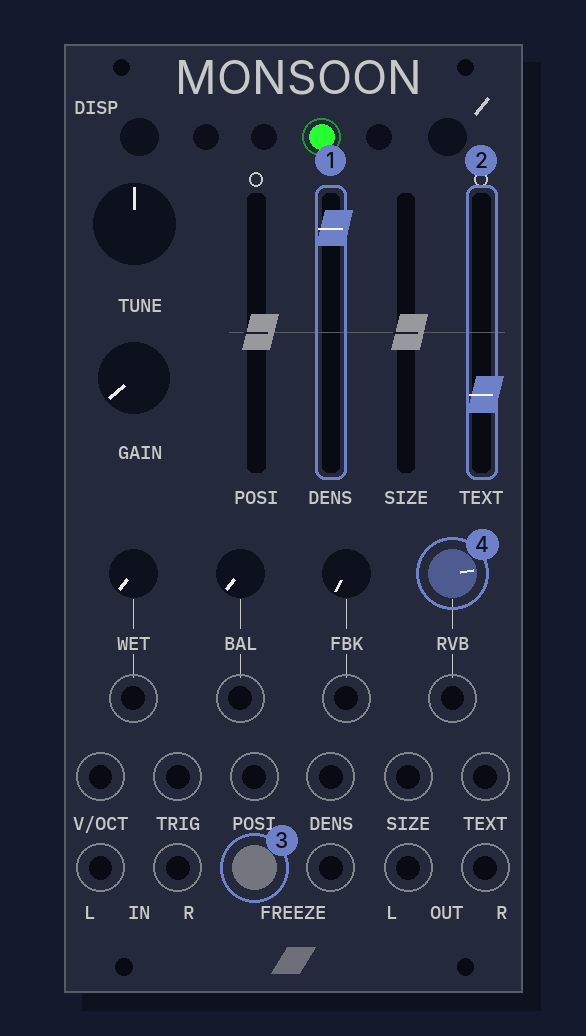 MONSOON
DISP
1 2
TUNE
GAIN
POSI DENS SIZE TEXT
4
WET BAL FBK RVB
V/OCT TRIG POSI DENS SIZE TEXT
3
L IN R FREEZE L OUT R